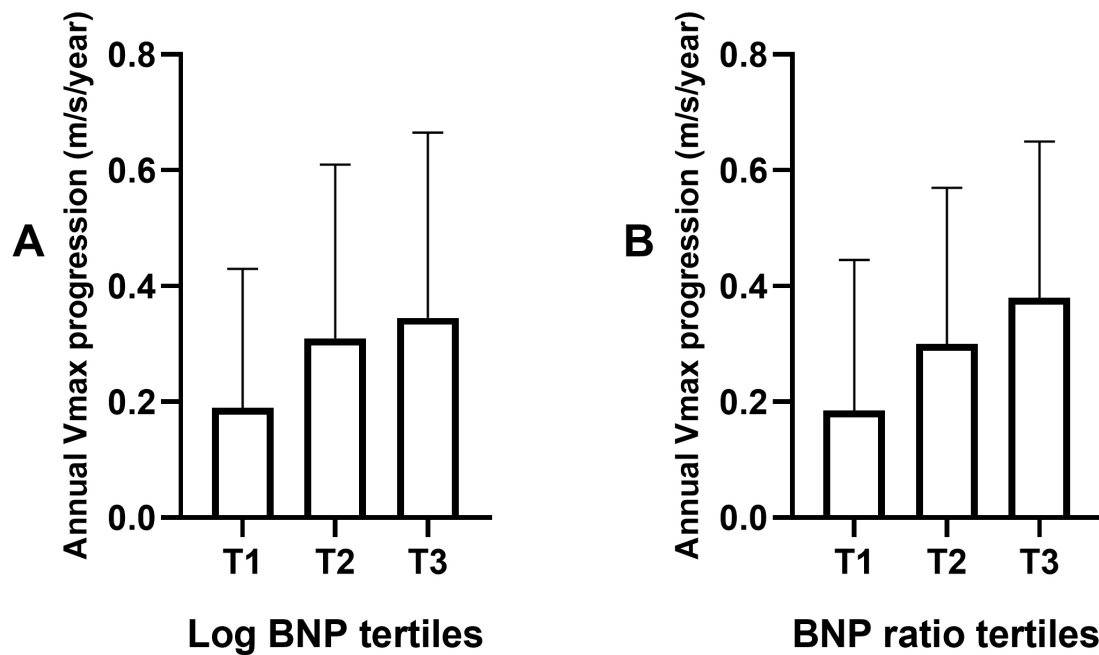 A
Annual Vmax progression (m/s/year)
0.8
0.6
0.4
0.2
0.0
T1 T2 T3
Log BNP tertiles
B
Annual Vmax progression (m/s/year)
0.8
0.6
0.4
0.2
0.0
T1 T2 T3
BNP ratio tertiles